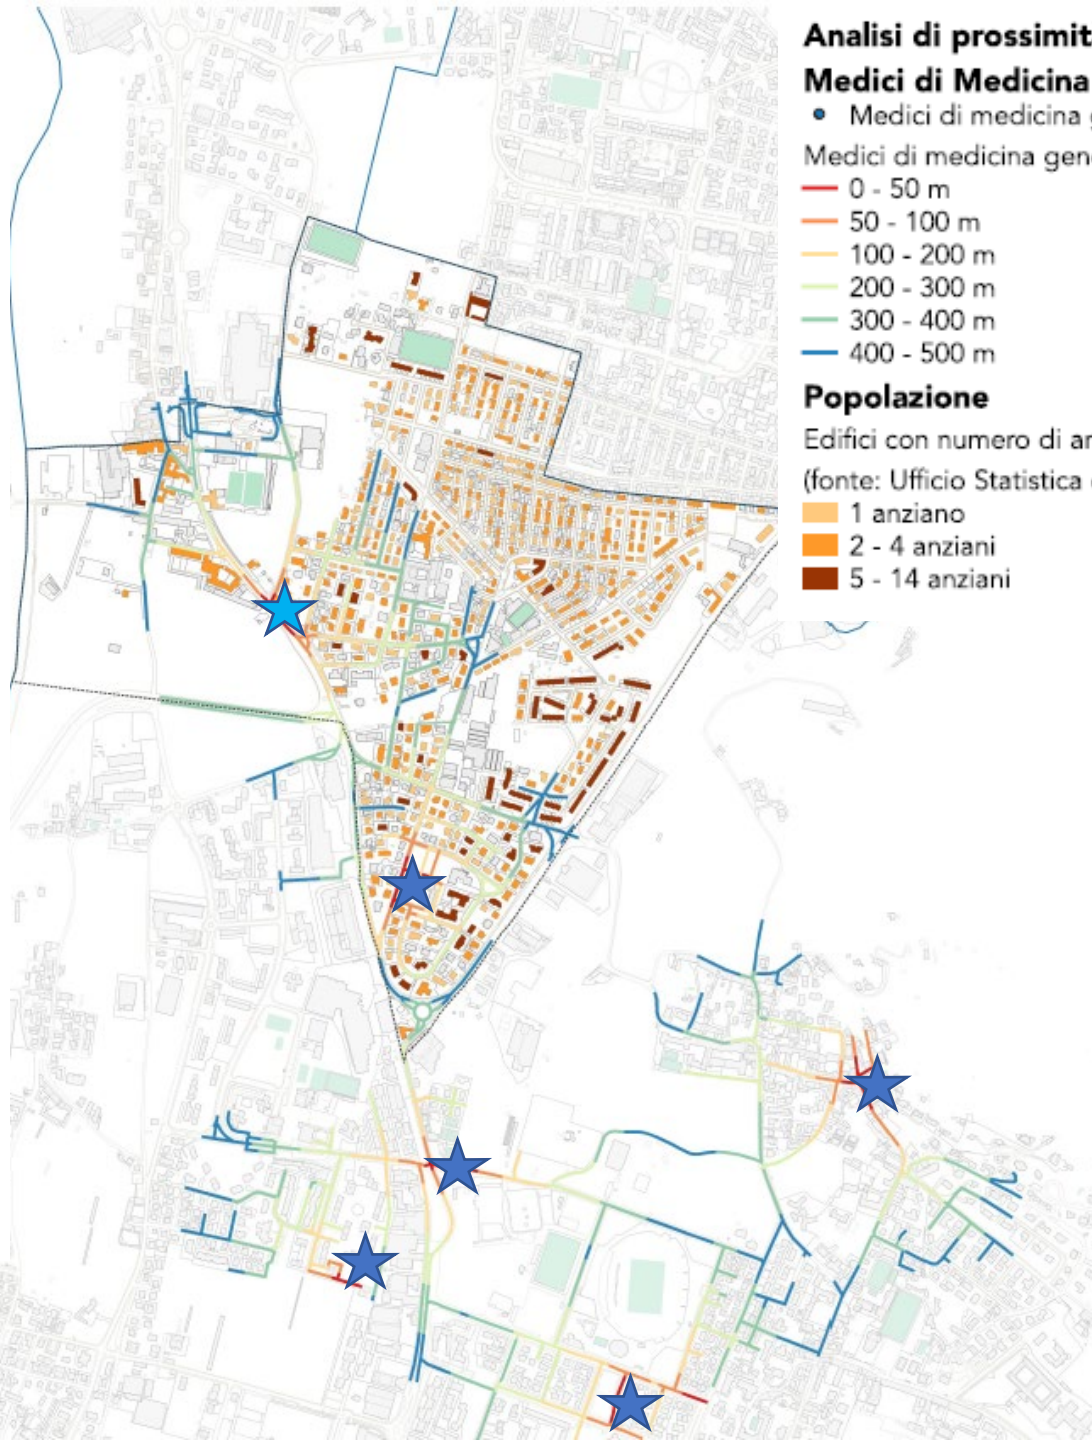 Analisi di prossimit
Medici di Medicina
Medici di medicina g
Medici di medicina gene
0 - 50 m
50 - 100 m
100 - 200 m
200 - 300 m
300 - 400 m
400 - 500 m
Popolazione
Edifici con numero di an
(fonte: Ufficio Statistica
1 anziano
2 - 4 anziani
5 - 14 anziani